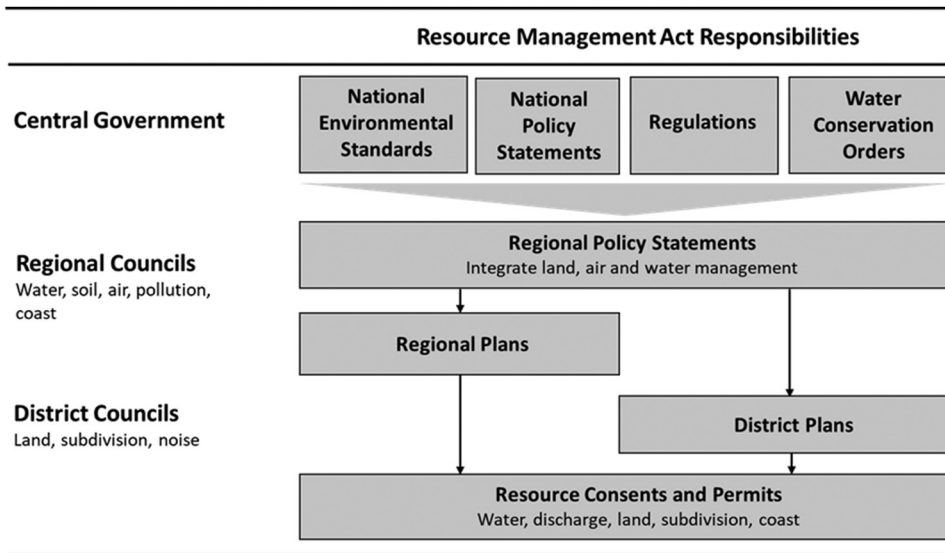 Resource Management Act Responsibilities
Central Government
National
Environmental
Standards
National
Policy
Statements
Regulations
Water
Conservation
Orders
Regional Councils
Water, soil, air, pollution,
coast
Regional Policy Statements
Integrate land, air and water management
Regional Plans
District Councils
Land, subdivision, noise
District Plans
Resource Consents and Permits
Water, discharge, land, subdivision, coast